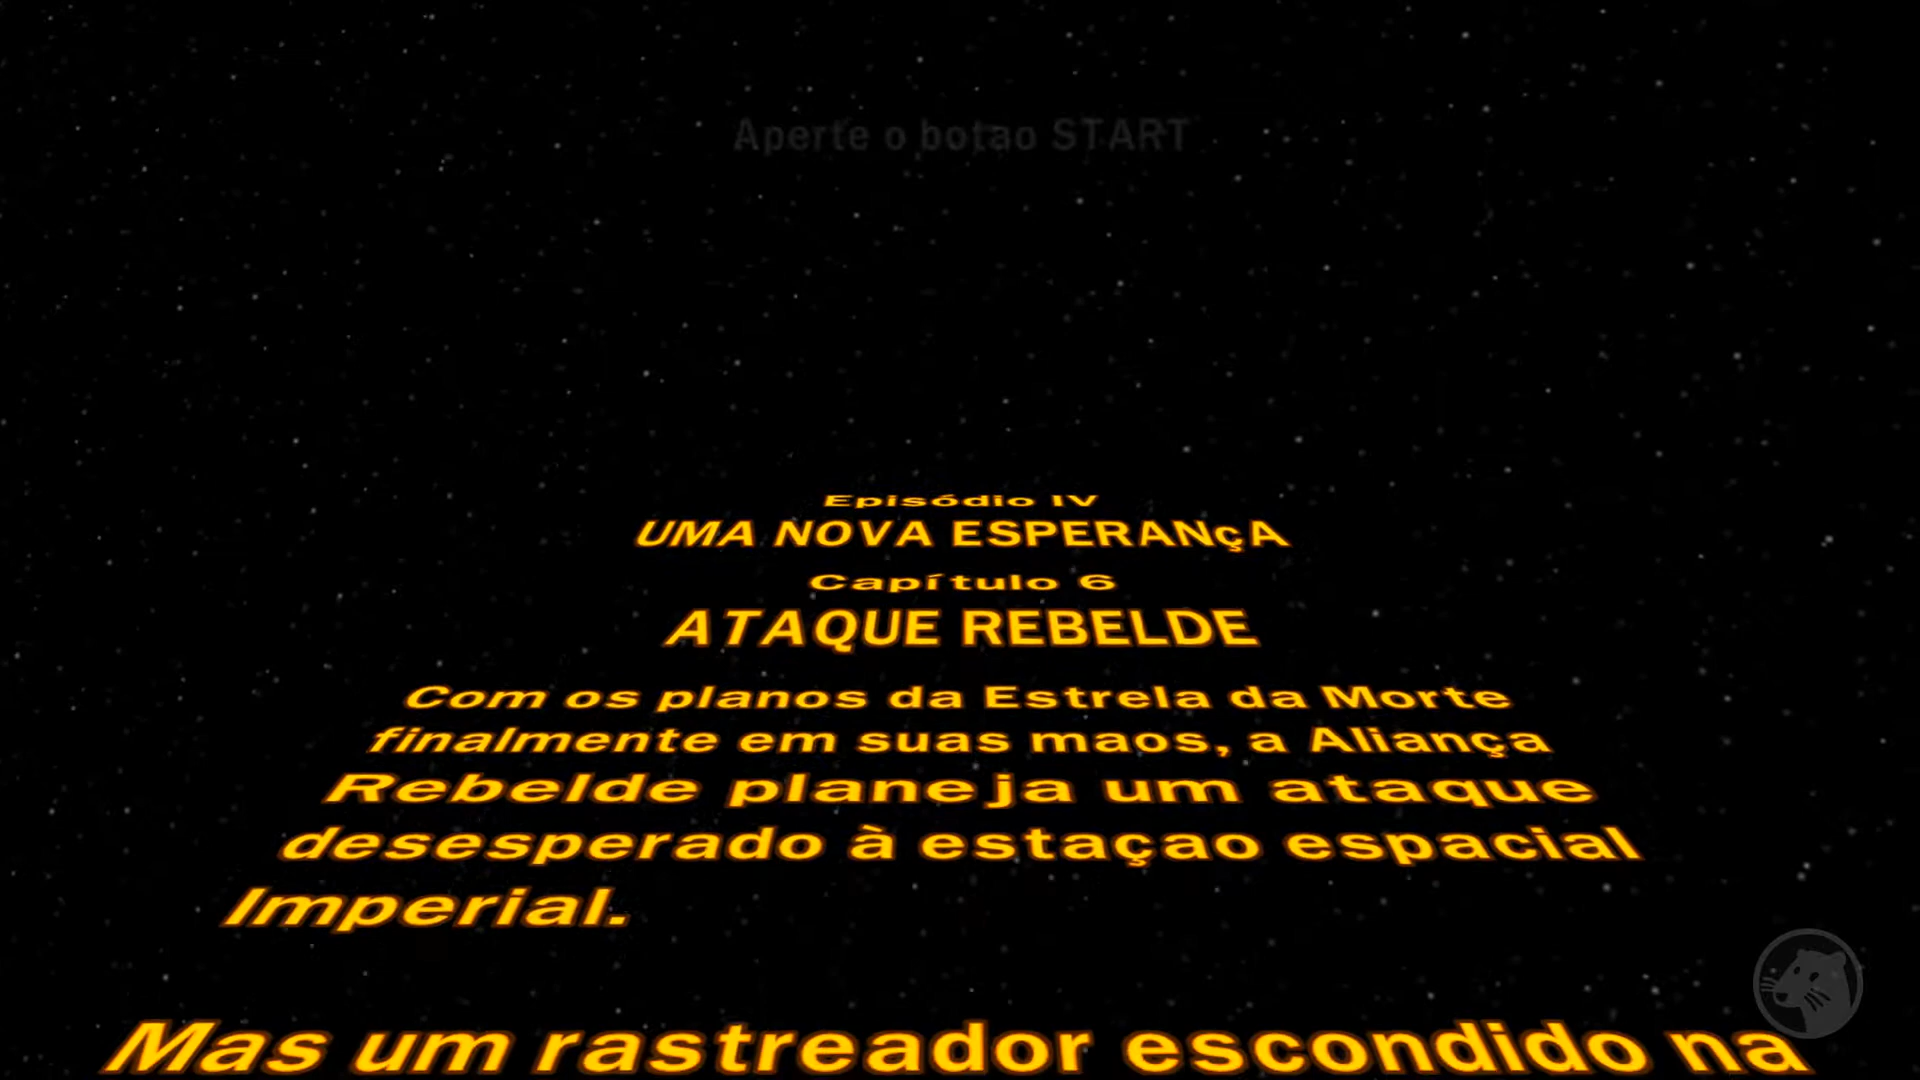 Aperte o botao START
Episódio IV
UMA NOVA ESPERANçA
Capítulo 6
ATAQUE REBELDE
Com os planos da Estrela da Morte
finalmente em suas maos, a Aliança
Rebelde planeja um ataque
desesperado à estaçao espacial
Imperial.
Mas um rastreador escondido na